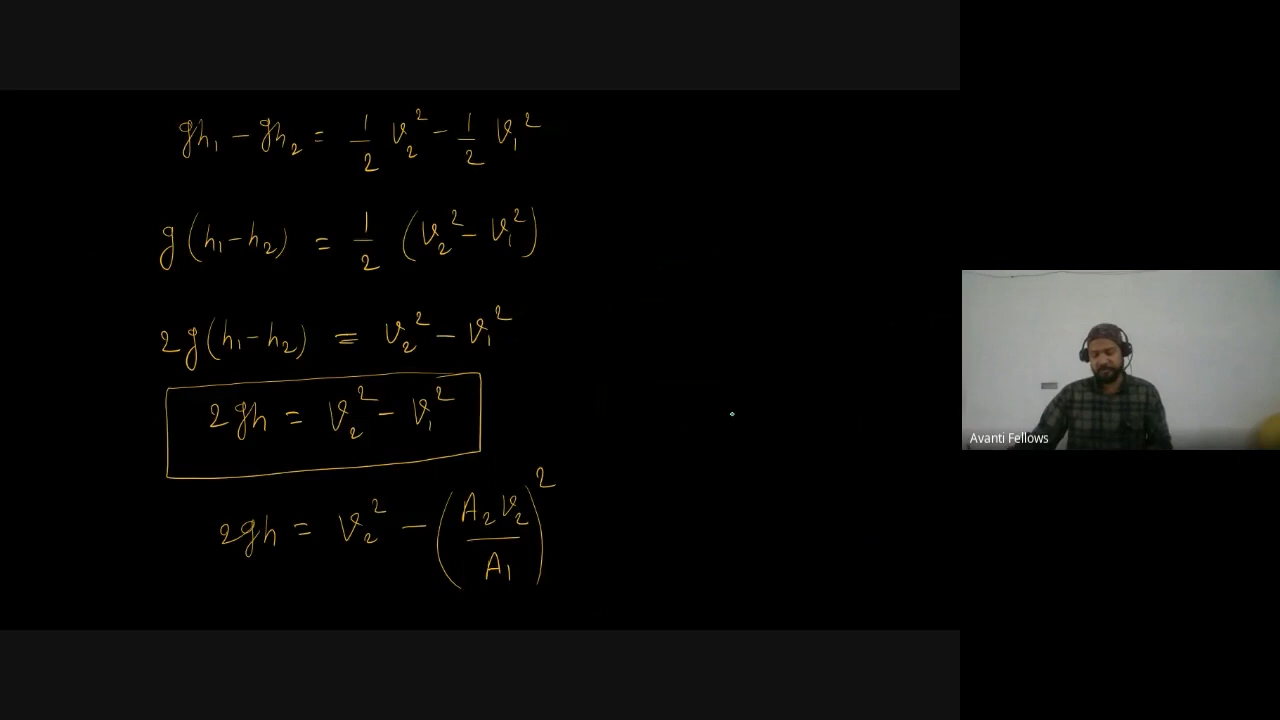 gh₁ - gh₂ = 1/2 v₂² - 1/2 v₁²
g(h₁-h₂) = 1/2 (v₂² - v₁²)
2g(h₁-h₂) = v₂² - v₁²
2gh = v₂² - v₁²
2gh = v₂² - (A₂v₂/A₁)²
Avanti Fellows